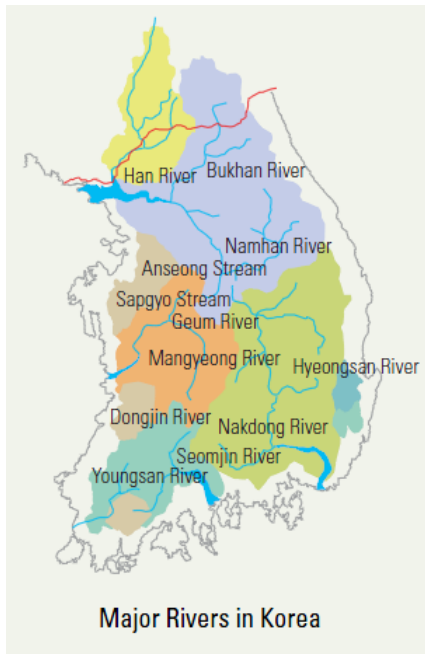 Han River
Bukhan River
Namhan River
Anseong Stream
Sapgyo Stream
Geum River
Mangyeong River
Hyeongsan River
Dongjin River
Nakdong River
Seomjin River
Youngsan River
Major Rivers in Korea